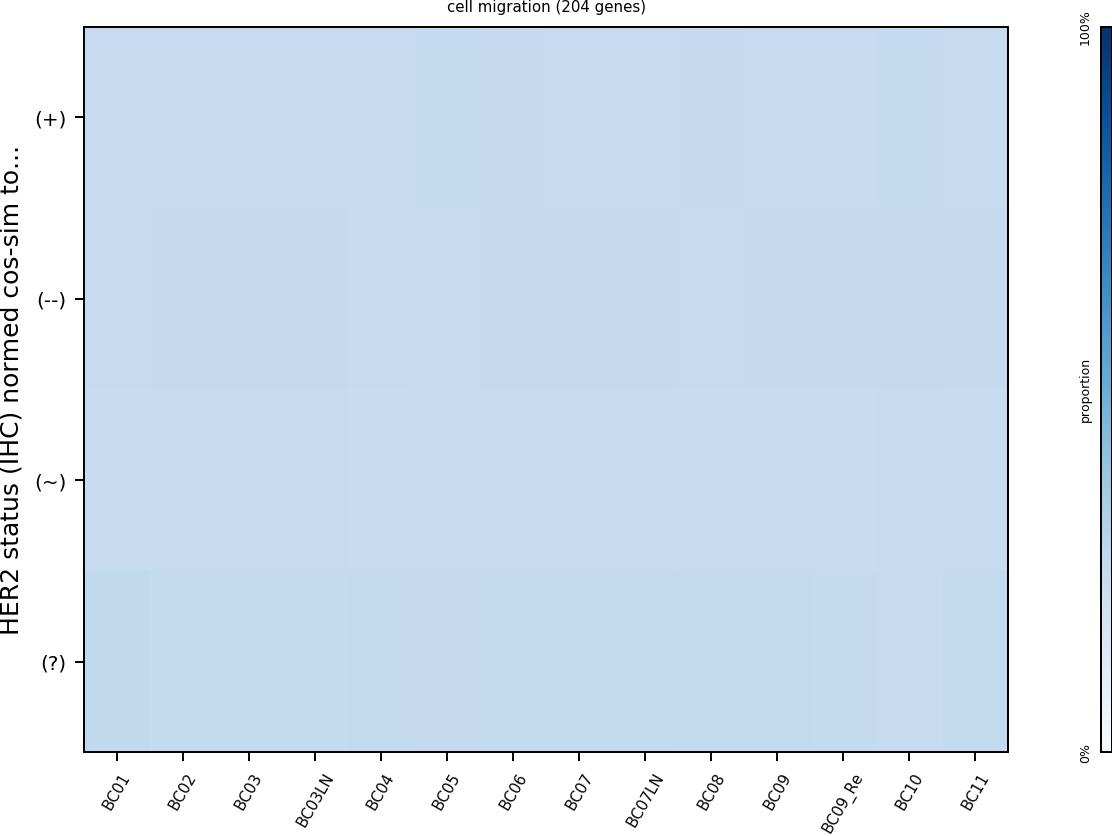 cell migration (204 genes)
HER2 status (IHC) normed cos-sim to...
(+)
(--)
(~)
(?)
BC01
BC02
BC03
BC03LN
BC04
BC05
BC06
BC07
BC07LN
BC08
BC09
BC09_Re
BC10
BC11
100%
proportion
0%